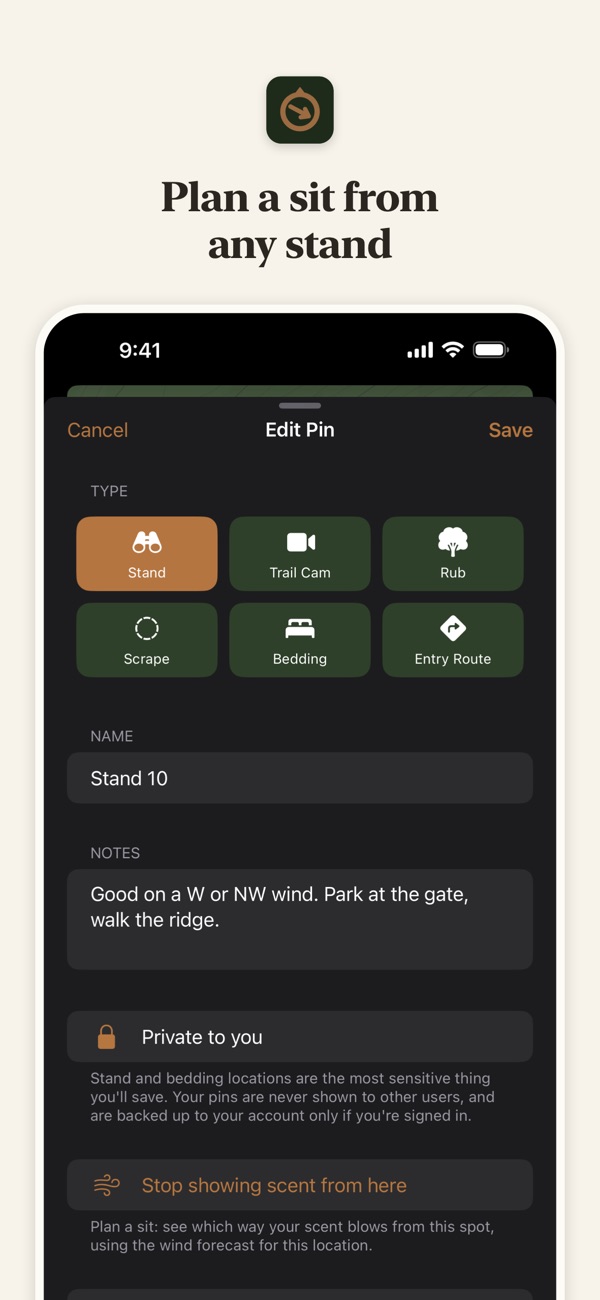 Plan a sit from
any stand
9:41
Cancel
Edit Pin
Save
TYPE
Stand
Trail Cam
Rub
Scrape
Bedding
Entry Route
NAME
Stand 10
NOTES
Good on a W or NW wind. Park at the gate,
walk the ridge.
Private to you
Stand and bedding locations are the most sensitive thing
you'll save. Your pins are never shown to other users, and
are backed up to your account only if you're signed in.
Stop showing scent from here
Plan a sit: see which way your scent blows from this spot,
using the wind forecast for this location.